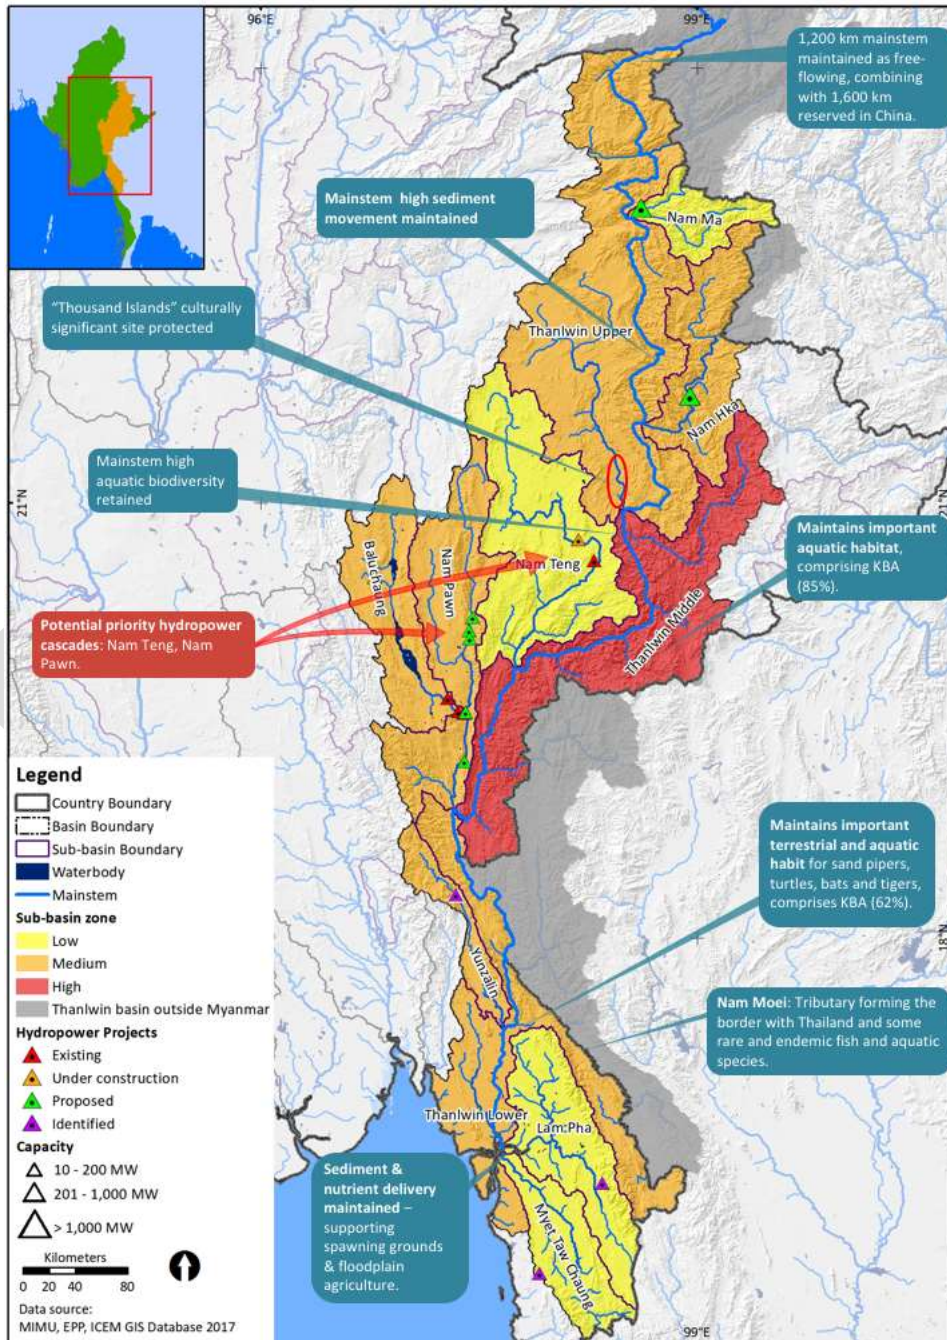 96°E
99°E
1,200 km mainstem
maintained as free-
flowing, combining
with 1,600 km
reserved in China.
Mainstem high sediment
movement maintained
Nam Ma
"Thousand Islands" culturally
significant site protected
Thanlwin Upper
Nam Hka
Mainstem high
aquatic biodiversity
retained
21°N
21°N
Maintains important
aquatic habitat,
comprising KBA
(85%).
Baluchaung
Nam Pawn
Nam Teng
Thanlwin Middle
Potential priority hydropower
cascades: Nam Teng, Nam
Pawn.
Legend
Country Boundary
Basin Boundary
Sub-basin Boundary
Waterbody
Mainstem
Sub-basin zone
Low
Medium
High
Thanlwin basin outside Myanmar
Hydropower Projects
Existing
Under construction
Proposed
Identified
Capacity
10 - 200 MW
201 - 1,000 MW
> 1,000 MW
Kilometers
0 20 40 80
Data source:
MIMU, EPP, ICEM GIS Database 2017
Maintains important
terrestrial and aquatic
habit for sand pipers,
turtles, bats and tigers,
comprises KBA (62%).
18°N
Yunzalin
Nam Moei: Tributary forming the
border with Thailand and some
rare and endemic fish and aquatic
species.
Thanlwin Lower
Lam Pha
Sediment &
nutrient delivery
maintained –
supporting
spawning grounds
& floodplain
agriculture.
Myet Taw Chaung
99°E